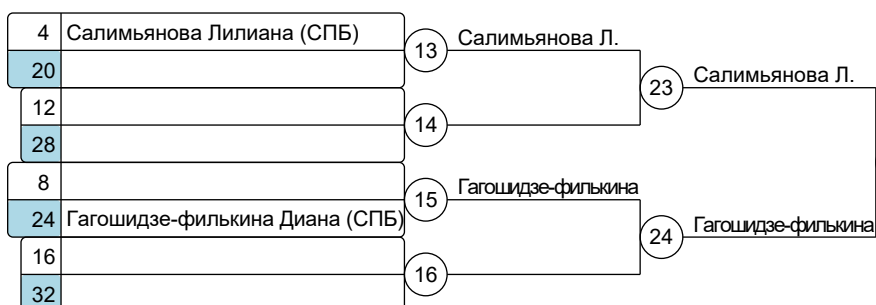 4 Салимьянова Лилиана (СПБ)
13 Салимьянова Л.
20
23 Салимьянова Л.
12
14
28
8
15 Гагошидзе-филькина
24 Гагошидзе-филькина Диана (СПБ)
24 Гагошидзе-филькина
16
16
32